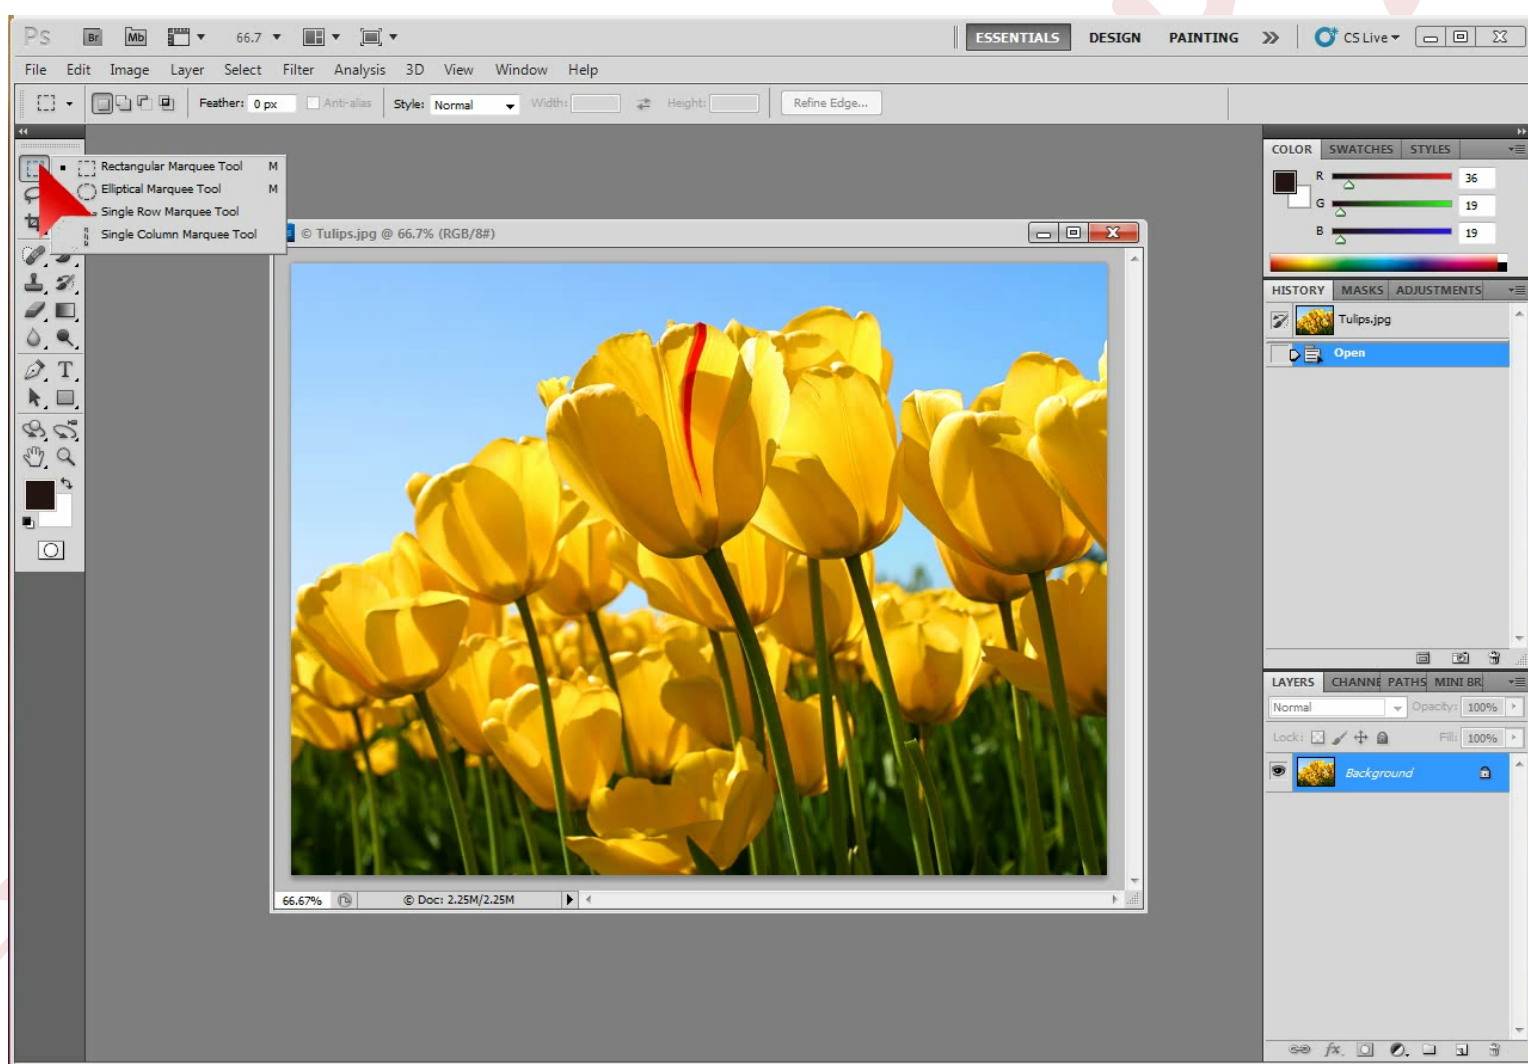 Ps Br Mb 66.7 ESSENTIALS DESIGN PAINTING CS Live
File Edit Image Layer Select Filter Analysis 3D View Window Help
Feather: 0 px Anti-alias Style: Normal Width: Height: Refine Edge...
Rectangular Marquee Tool M
Elliptical Marquee Tool M
Single Row Marquee Tool
Single Column Marquee Tool
© Tulips.jpg @ 66.7% (RGB/8#)
66.67% © Doc: 2.25M/2.25M
T
COLOR SWATCHES STYLES
R 36
G 19
B 19
HISTORY MASKS ADJUSTMENTS
Tulips.jpg
Open
LAYERS CHANNE PATHS MINI BR
Normal Opacity: 100%
Lock: Fill: 100%
Background
fx